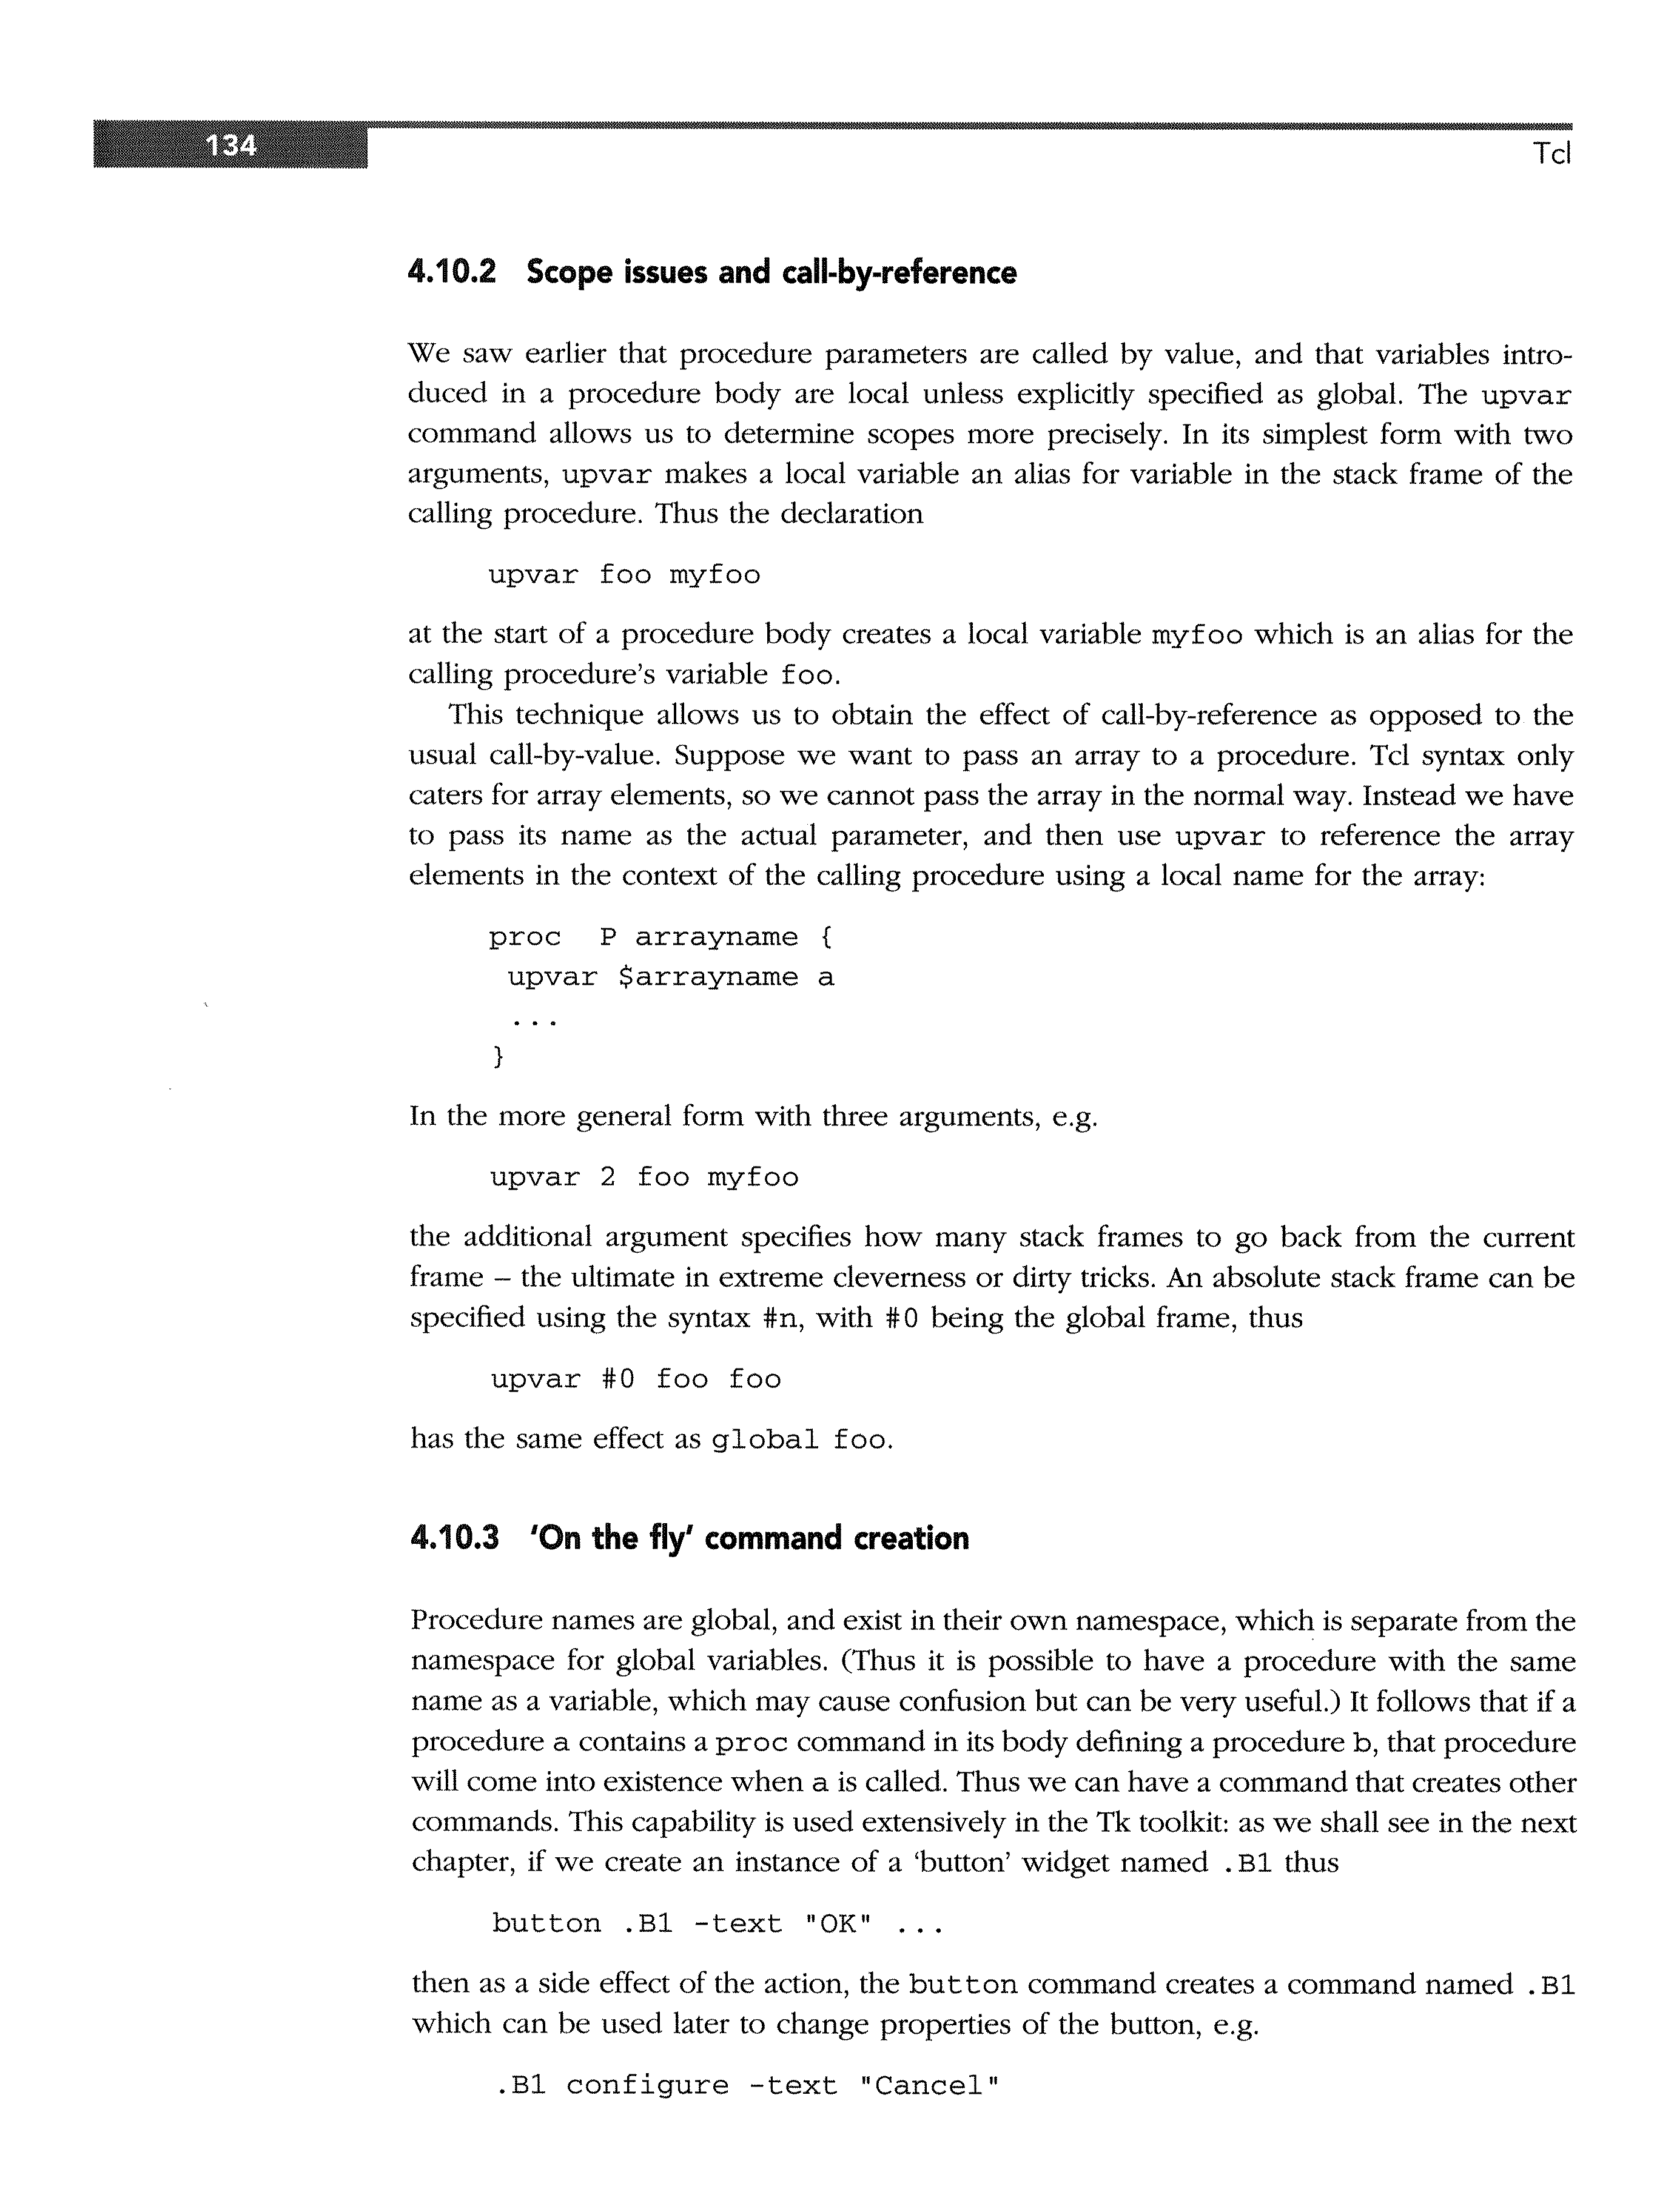 134
Tcl
4.10.2 Scope issues and call-by-reference
We saw earlier that procedure parameters are called by value, and that variables intro-
duced in a procedure body are local unless explicitly specified as global. The upvar
command allows us to determine scopes more precisely. In its simplest form with two
arguments, upvar makes a local variable an alias for variable in the stack frame of the
calling procedure. Thus the declaration
upvar foo myfoo
at the start of a procedure body creates a local variable myfoo which is an alias for the
calling procedure's variable foo.
This technique allows us to obtain the effect of call-by-reference as opposed to the
usual call-by-value. Suppose we want to pass an array to a procedure. Tcl syntax only
caters for array elements, so we cannot pass the array in the normal way. Instead we have
to pass its name as the actual parameter, and then use upvar to reference the array
elements in the context of the calling procedure using a local name for the array:
proc P arrayname {
upvar $arrayname a
...
}
In the more general form with three arguments, e.g.
upvar 2 foo myfoo
the additional argument specifies how many stack frames to go back from the current
frame – the ultimate in extreme cleverness or dirty tricks. An absolute stack frame can be
specified using the syntax #n, with #0 being the global frame, thus
upvar #0 foo foo
has the same effect as global foo.
4.10.3 'On the fly' command creation
Procedure names are global, and exist in their own namespace, which is separate from the
namespace for global variables. (Thus it is possible to have a procedure with the same
name as a variable, which may cause confusion but can be very useful.) It follows that if a
procedure a contains a proc command in its body defining a procedure b, that procedure
will come into existence when a is called. Thus we can have a command that creates other
commands. This capability is used extensively in the Tk toolkit: as we shall see in the next
chapter, if we create an instance of a 'button' widget named .B1 thus
button .B1 -text "OK" ...
then as a side effect of the action, the button command creates a command named .B1
which can be used later to change properties of the button, e.g.
.B1 configure -text "Cancel"